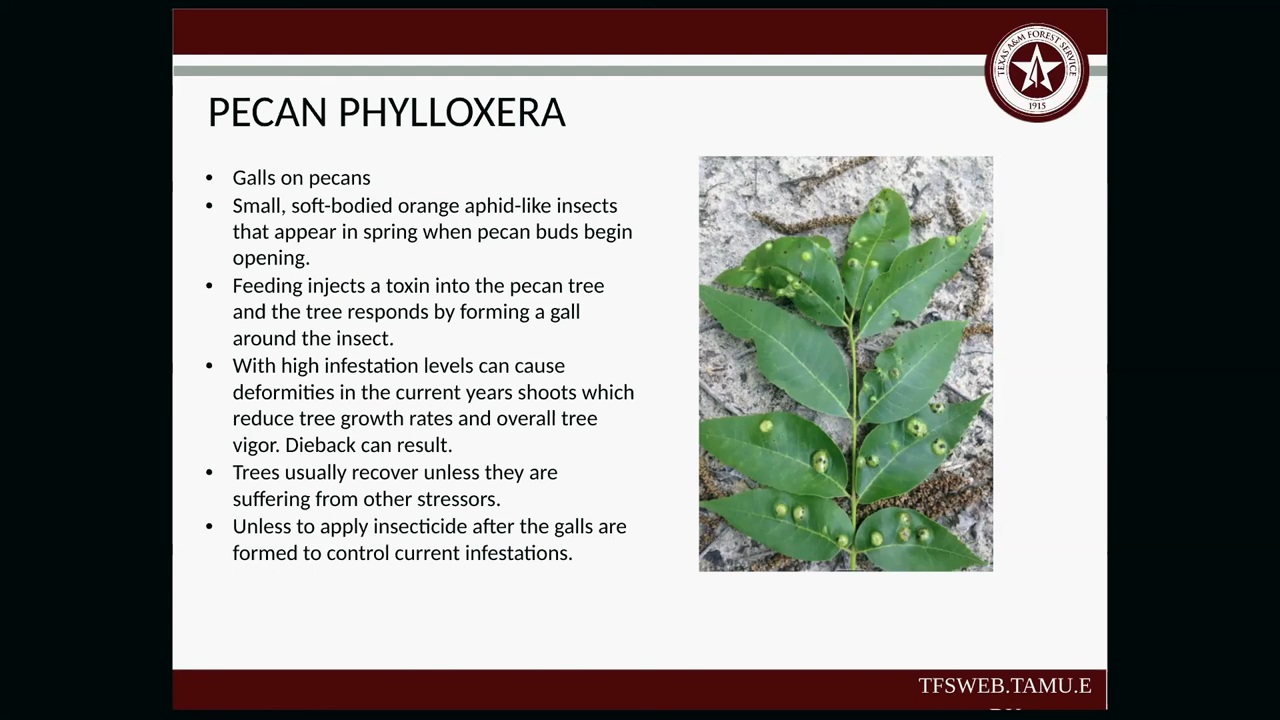 TEXAS A&M FOREST SERVICE
1915
PECAN PHYLLOXERA
• Galls on pecans
• Small, soft-bodied orange aphid-like insects
that appear in spring when pecan buds begin
opening.
• Feeding injects a toxin into the pecan tree
and the tree responds by forming a gall
around the insect.
• With high infestation levels can cause
deformities in the current years shoots which
reduce tree growth rates and overall tree
vigor. Dieback can result.
• Trees usually recover unless they are
suffering from other stressors.
• Unless to apply insecticide after the galls are
formed to control current infestations.
TFSWEB.TAMU.E